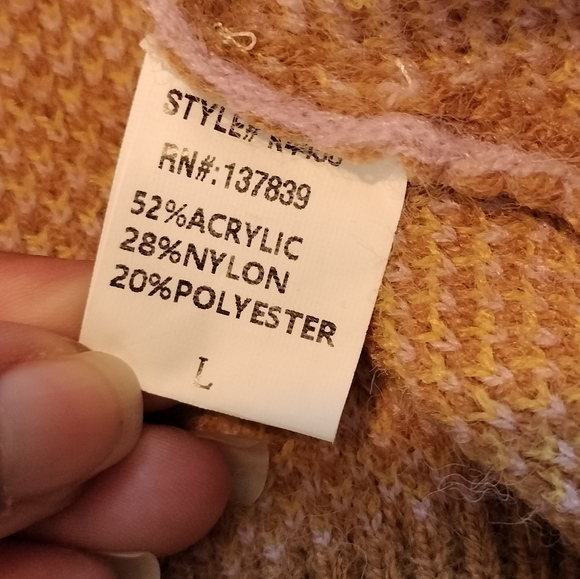 STYLE#
RN#:137839
52%ACRYLIC
28%NYLON
20%POLYESTER
L